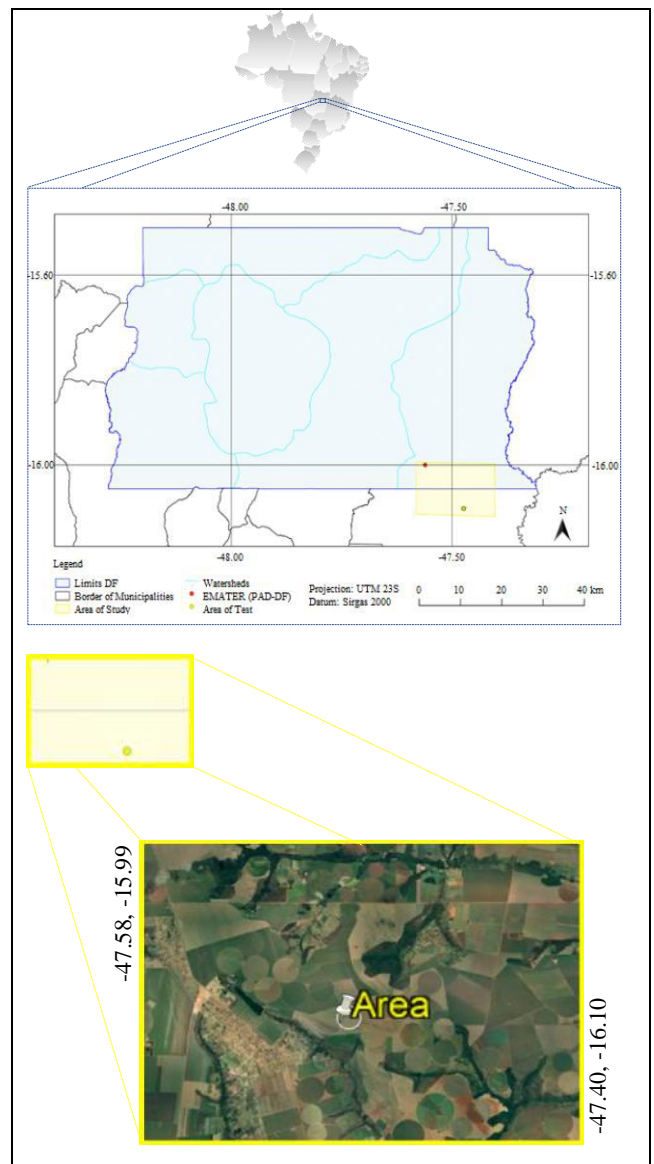 -48.00 -47.50
-15.60 -15.60
-16.00 -16.00
N
-48.00 -47.50
Legend
Limits DF
Border of Municipalities
Area of Study
Watersheds
EMATER (PAD-DF)
Area of Test
Projection: UTM 23S
Datum: Sirgas 2000
0 10 20 30 40 km
-47.58, -15.99
Area
-47.40, -16.10